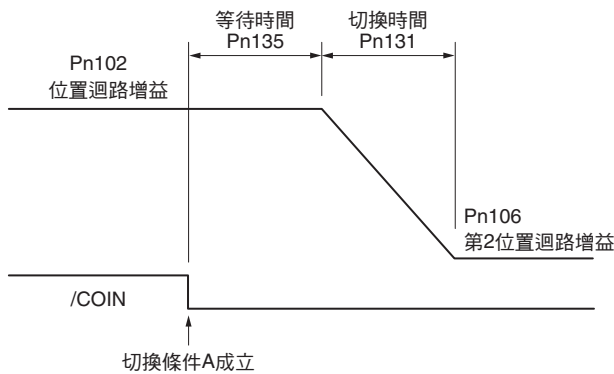 等待時間
Pn135
切換時間
Pn131
Pn102
位置迴路增益
Pn106
第2位置迴路增益
/COIN
切換條件A成立